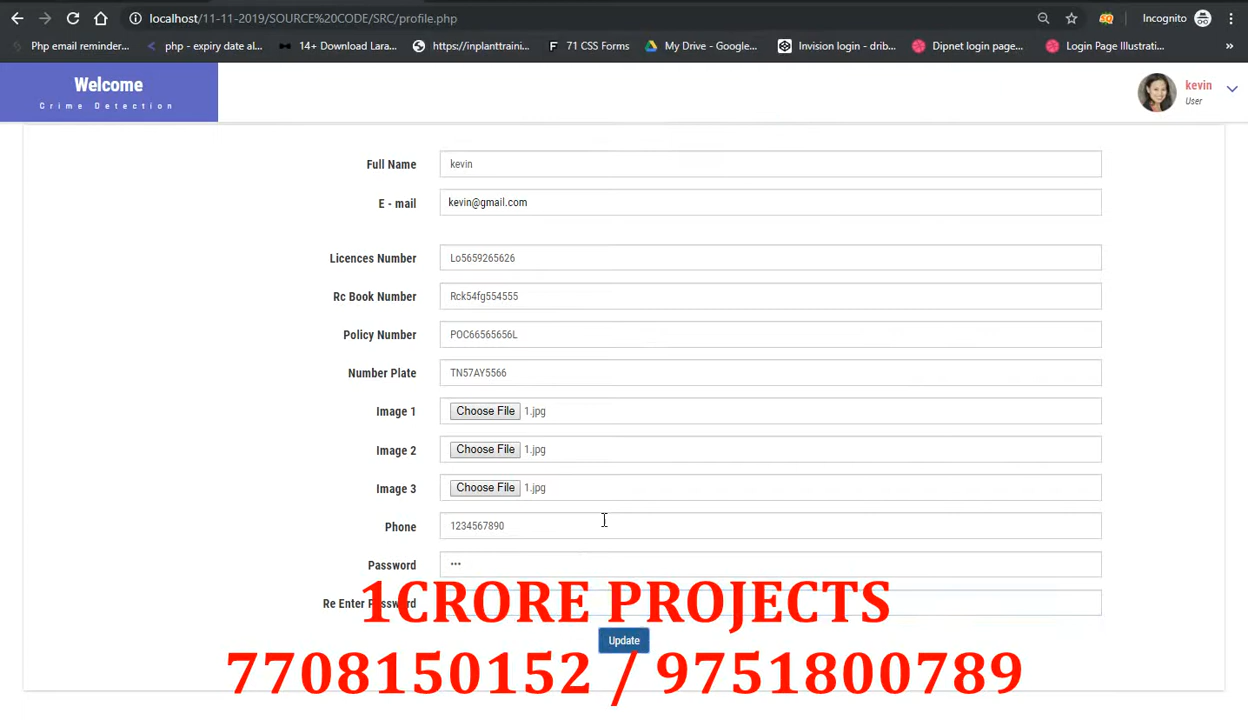 localhost/11-11-2019/SOURCE%20CODE/SRC/profile.php
Incognito
Php email reminder...
php - expiry date al...
14+ Download Lara...
https://inplanttraini...
71 CSS Forms
My Drive - Google...
Invision login - drib...
Dipnet login page...
Login Page Illustrati...
»
Welcome
Crime Detection
kevin
User
Full Name kevin
E - mail kevin@gmail.com
Licences Number Lo5659265626
Rc Book Number Rck54fg554555
Policy Number POC66565656L
Number Plate TN57AY5566
Image 1 Choose File 1.jpg
Image 2 Choose File 1.jpg
Image 3 Choose File 1.jpg
Phone 1234567890
Password •••
Re Enter Password
1CRORE PROJECTS
Update
7708150152 / 9751800789